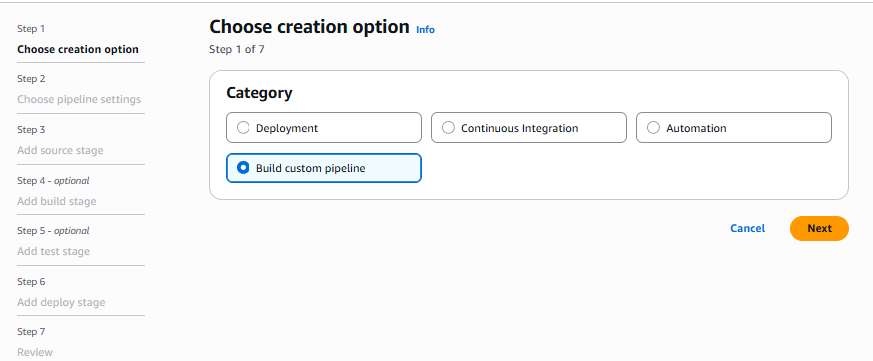 Step 1
Choose creation option
Step 2
Choose pipeline settings
Step 3
Add source stage
Step 4 - optional
Add build stage
Step 5 - optional
Add test stage
Step 6
Add deploy stage
Step 7
Review
Choose creation option Info
Step 1 of 7
Category
Deployment
Continuous Integration
Automation
Build custom pipeline
Cancel
Next